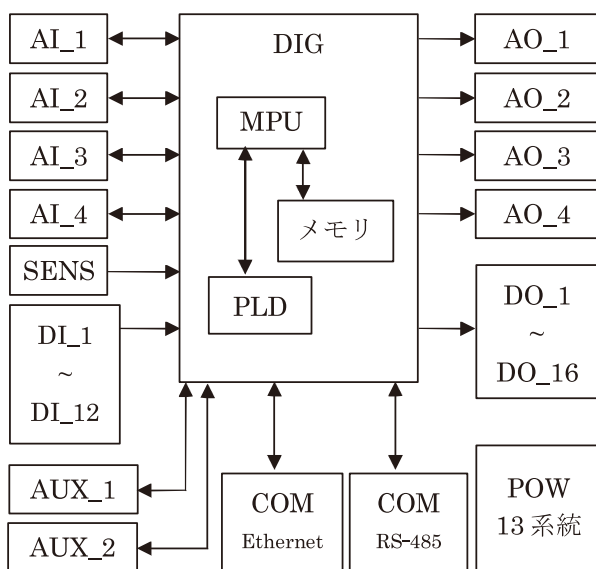 AI_1
AI_2
AI_3
AI_4
SENS
DI_1
~
DI_12
AUX_1
AUX_2
DIG
MPU
メモリ
PLD
COM
Ethernet
COM
RS-485
AO_1
AO_2
AO_3
AO_4
DO_1
~
DO_16
POW
13系統